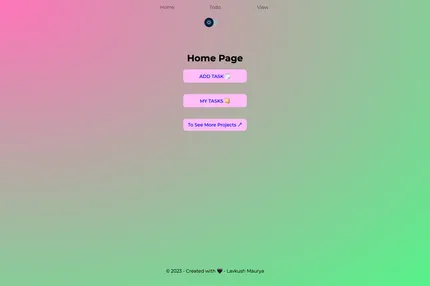 Home Todo View
Home Page
ADD TASK 📝
MY TASKS
To See More Projects ↗
© 2023 - Created with 🖤 - Lavkush Maurya